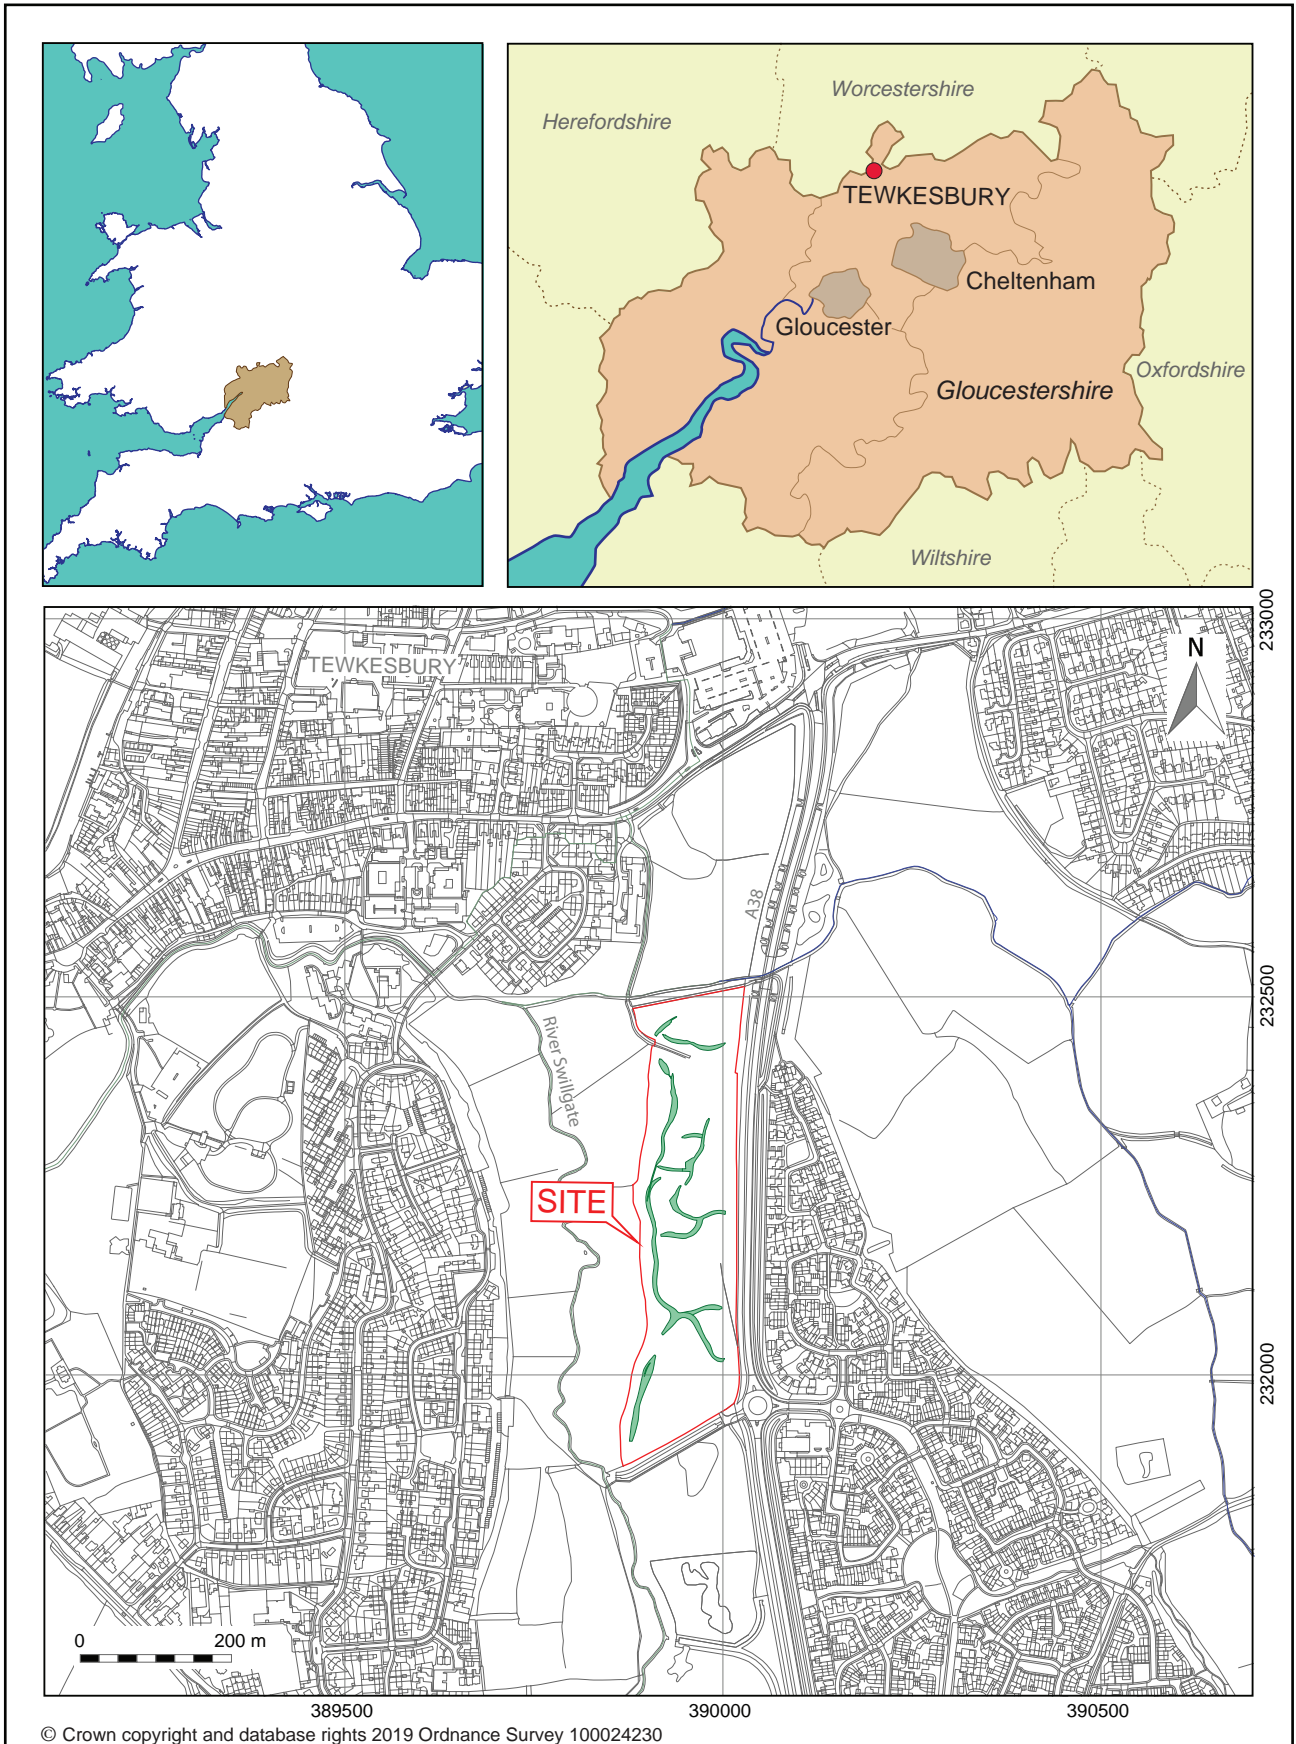 Worcestershire
Herefordshire
TEWKESBURY
Cheltenham
Gloucester
Oxfordshire
Gloucestershire
Wiltshire
233000
TEWKESBURY
N
A38
232500
River Swillgate
SITE
232000
0 200 m
389500 390000 390500
© Crown copyright and database rights 2019 Ordnance Survey 100024230